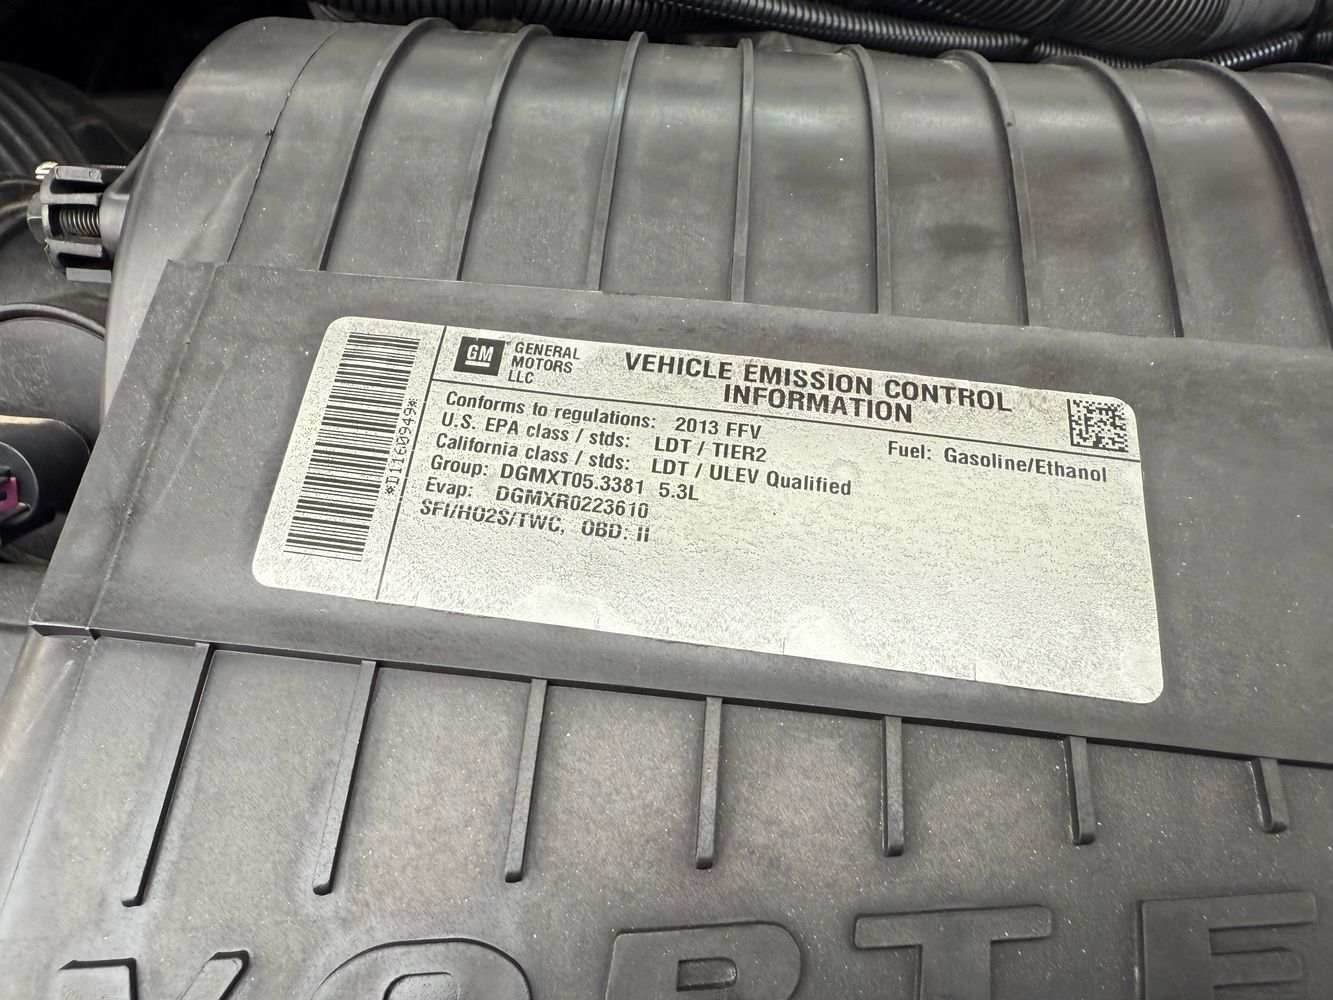 *DI160949*
GM
GENERAL
MOTORS
LLC
VEHICLE EMISSION CONTROL
INFORMATION
Conforms to regulations: 2013 FFV
Fuel: Gasoline/Ethanol
U.S. EPA class / stds: LDT / TIER2
California class / stds: LDT / ULEV Qualified
Group: DGMXT05.3381 5.3L
Evap: DGMXR0223610
SFI/HO2S/TWC, OBD: II
VORTE